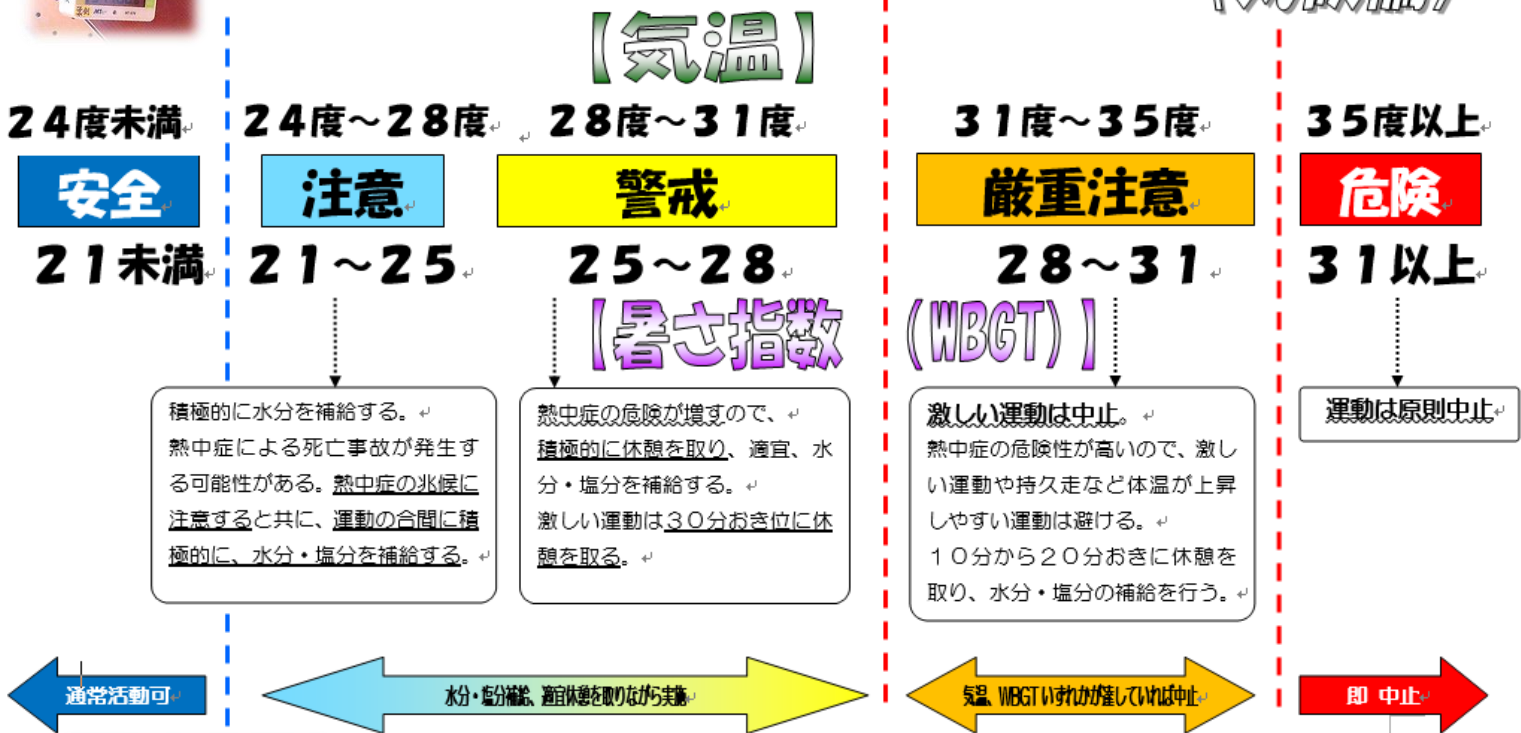 【気温】
24度未満 24度～28度 28度～31度 31度～35度 35度以上
安全 注意 警戒 厳重注意 危険
21未満 21～25 25～28 28～31 31以上
【暑さ指数 (WBGT)】
積極的に水分を補給する。
熱中症による死亡事故が発生す
る可能性がある。熱中症の兆候に
注意すると共に、運動の合間に積
極的に、水分・塩分を補給する。
熱中症の危険が増すので、
積極的に休憩を取り、適宜、水
分・塩分を補給する。
激しい運動は３０分おき位に休
憩を取る。
激しい運動は中止。
熱中症の危険性が高いので、激し
い運動や持久走など体温が上昇
しやすい運動は避ける。
１０分から２０分おきに休憩を
取り、水分・塩分の補給を行う。
運動は原則中止
通常活動可
水分・塩分補給、適宜休憩を取りながら実施
気温、WBGTいずれかが達していれば中止
即 中止